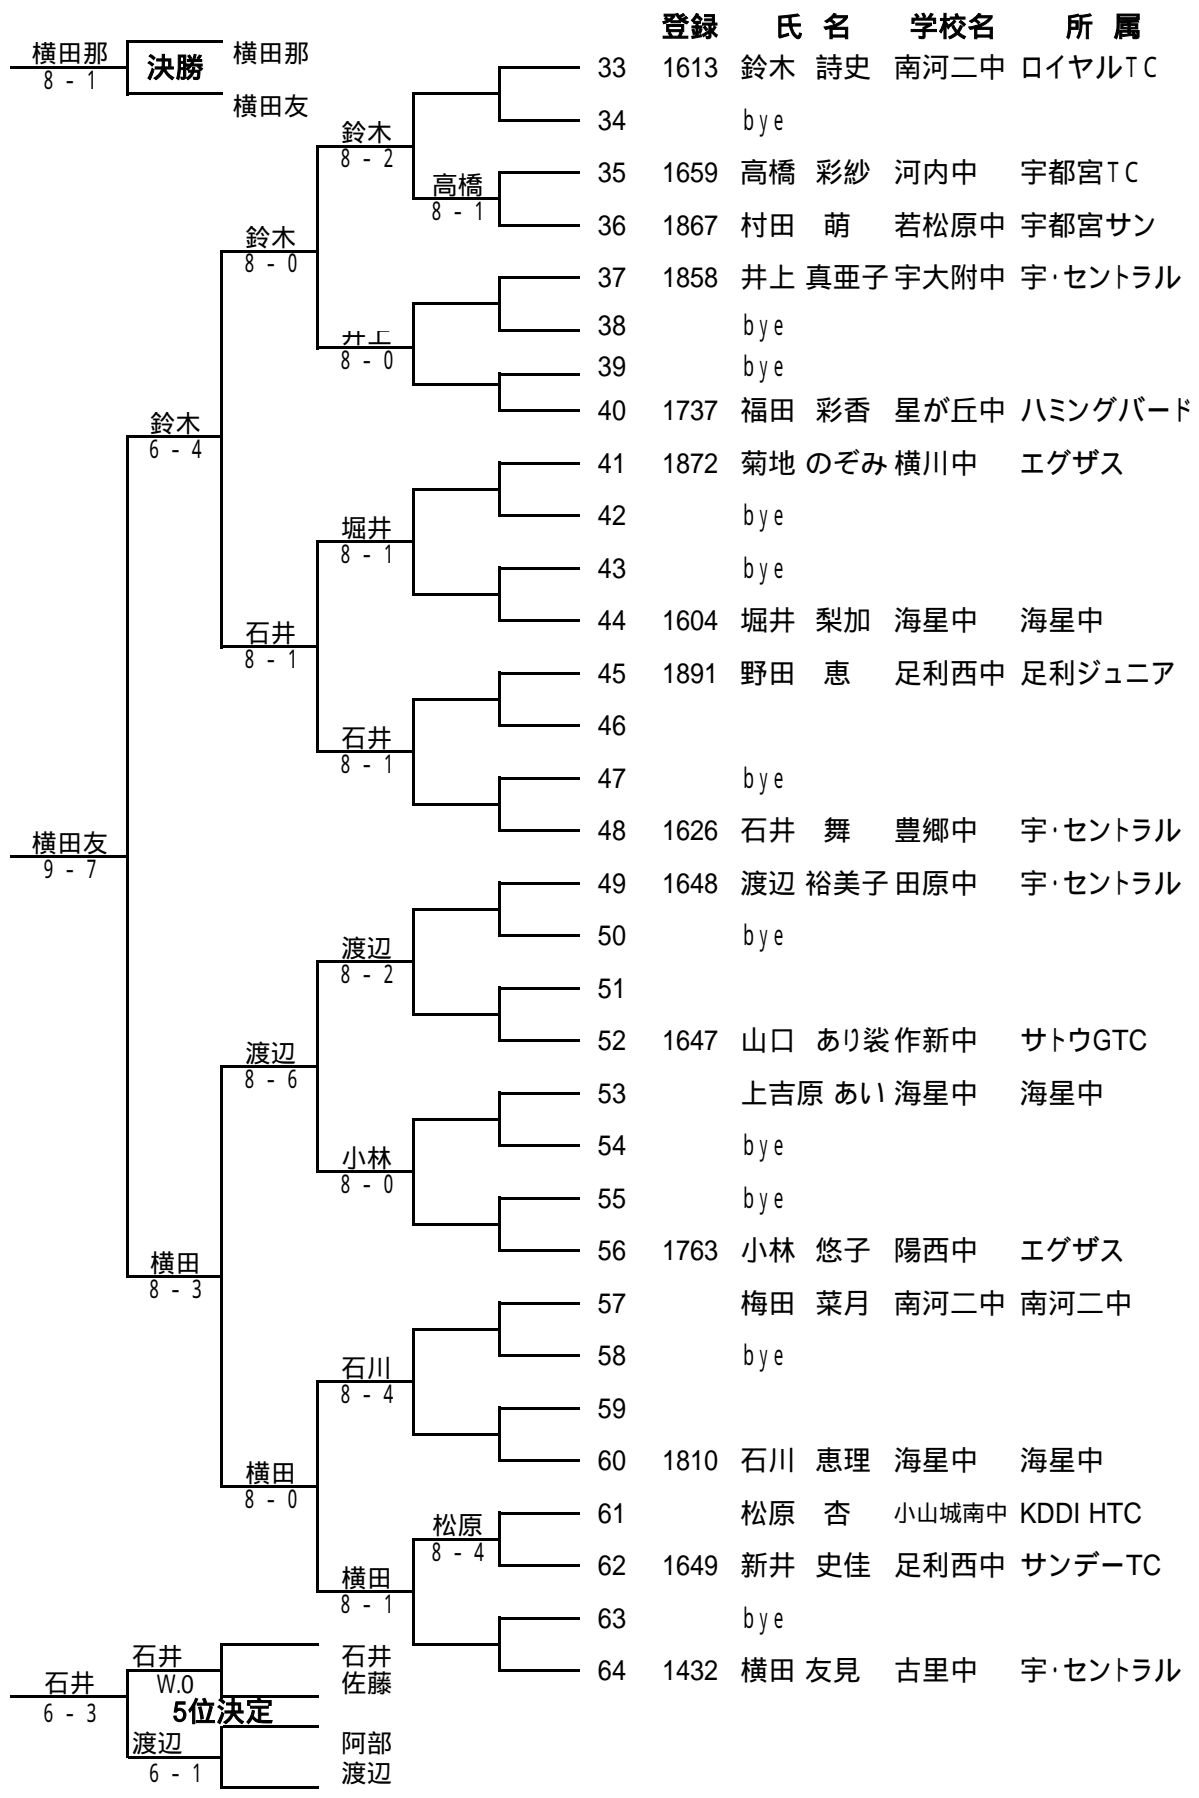 登録 氏 名 学校名 所 属
横田那 決勝 横田那
8 - 1
横田友
33 1613 鈴木 詩史 南河二中 ロイヤルTC
34 bye
鈴木
8 - 2
35 1659 高橋 彩紗 河内中 宇都宮TC
高橋
8 - 1
36 1867 村田 萌 若松原中 宇都宮サン
鈴木
8 - 0
37 1858 井上 真亜子 宇大附中 宇・セントラル
38 bye
井上
8 - 0
39 bye
40 1737 福田 彩香 星が丘中 ハミングバード
鈴木
6 - 4
41 1872 菊地 のぞみ 横川中 エグザス
42 bye
堀井
8 - 1
43 bye
44 1604 堀井 梨加 海星中 海星中
石井
8 - 1
45 1891 野田 恵 足利西中 足利ジュニア
46
石井
8 - 1
47 bye
48 1626 石井 舞 豊郷中 宇・セントラル
横田友
9 - 7
49 1648 渡辺 裕美子 田原中 宇・セントラル
50 bye
渡辺
8 - 2
51
52 1647 山口 あり裟 作新中 サトウGTC
渡辺
8 - 6
53 上吉原 あい 海星中 海星中
54 bye
小林
8 - 0
55 bye
56 1763 小林 悠子 陽西中 エグザス
横田
8 - 3
57 梅田 菜月 南河二中 南河二中
58 bye
石川
8 - 4
59
60 1810 石川 恵理 海星中 海星中
横田
8 - 0
61 松原 杏 小山城南中 KDDI HTC
松原
8 - 4
62 1649 新井 史佳 足利西中 サンデーTC
横田
8 - 1
63 bye
64 1432 横田 友見 古里中 宇・セントラル
石井 石井
石井 W.O 佐藤
6 - 3 5位決定
渡辺 阿部
6 - 1 渡辺